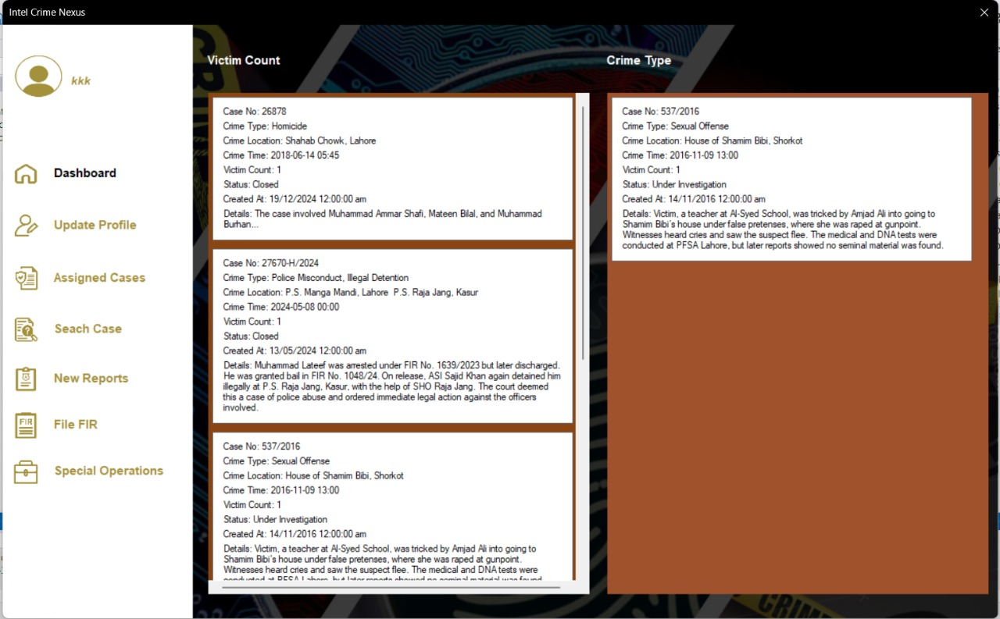 Intel Crime Nexus
kkk
Dashboard
Update Profile
Assigned Cases
Seach Case
New Reports
FIR
File FIR
Special Operations
Victim Count
Case No: 26878
Crime Type: Homicide
Crime Location: Shahab Chowk, Lahore
Crime Time: 2018-06-14 05:45
Victim Count: 1
Status: Closed
Created At: 19/12/2024 12:00:00 am
Details: The case involved Muhammad Ammar Shafi, Mateen Bilal, and Muhammad
Burhan...
Case No: 27670-H/2024
Crime Type: Police Misconduct, Illegal Detention
Crime Location: P.S. Manga Mandi, Lahore  P.S. Raja Jang, Kasur
Crime Time: 2024-05-08 00:00
Victim Count: 1
Status: Closed
Created At: 13/05/2024 12:00:00 am
Details: Muhammad Lateef was arrested under FIR No. 1639/2023 but later discharged.
He was granted bail in FIR No. 1048/24. On release, ASI Sajid Khan again detained him
illegally at P.S. Raja Jang, Kasur, with the help of SHO Raja Jang. The court deemed
this a case of police abuse and ordered immediate legal action against the officers
involved.
Case No: 537/2016
Crime Type: Sexual Offense
Crime Location: House of Shamim Bibi, Shorkot
Crime Time: 2016-11-09 13:00
Victim Count: 1
Status: Under Investigation
Created At: 14/11/2016 12:00:00 am
Details: Victim, a teacher at Al-Syed School, was tricked by Amjad Ali into going to
Shamim Bibi's house under false pretenses, where she was raped at gunpoint.
Witnesses heard cries and saw the suspect flee. The medical and DNA tests were
conducted at PFSA Lahore, but later reports showed no seminal material was found
Crime Type
Case No: 537/2016
Crime Type: Sexual Offense
Crime Location: House of Shamim Bibi, Shorkot
Crime Time: 2016-11-09 13:00
Victim Count: 1
Status: Under Investigation
Created At: 14/11/2016 12:00:00 am
Details: Victim, a teacher at Al-Syed School, was tricked by Amjad Ali into going to
Shamim Bibi's house under false pretenses, where she was raped at gunpoint.
Witnesses heard cries and saw the suspect flee. The medical and DNA tests were
conducted at PFSA Lahore, but later reports showed no seminal material was found.
CRIM